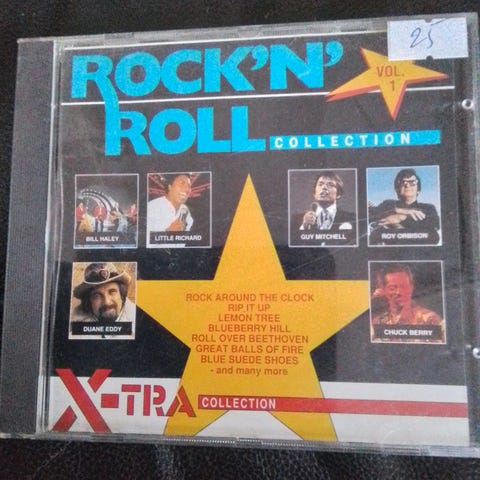 25
ROCK'N'
ROLL
COLLECTION
VOL.
1
BILL HALEY
LITTLE RICHARD
GUY MITCHELL
ROY ORBISON
DUANE EDDY
CHUCK BERRY
ROCK AROUND THE CLOCK
RIP IT UP
LEMON TREE
BLUEBERRY HILL
ROLL OVER BEETHOVEN
GREAT BALLS OF FIRE
BLUE SUEDE SHOES
- and many more
X-TRA COLLECTION